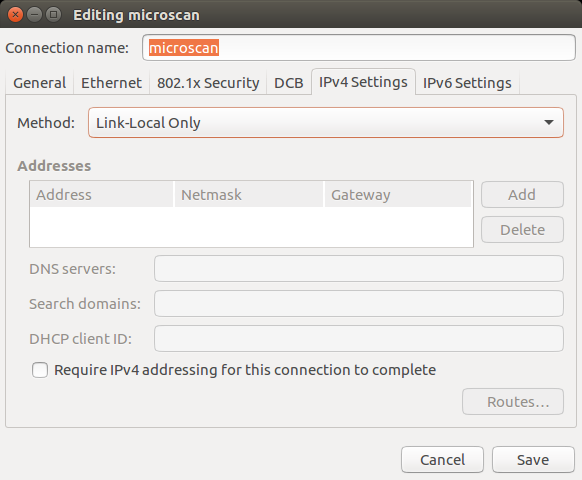 Editing microscan
Connection name: microscan
General Ethernet 802.1x Security DCB IPv4 Settings IPv6 Settings
Method: Link-Local Only
Addresses
Address Netmask Gateway Add
Delete
DNS servers:
Search domains:
DHCP client ID:
Require IPv4 addressing for this connection to complete
Routes…
Cancel Save